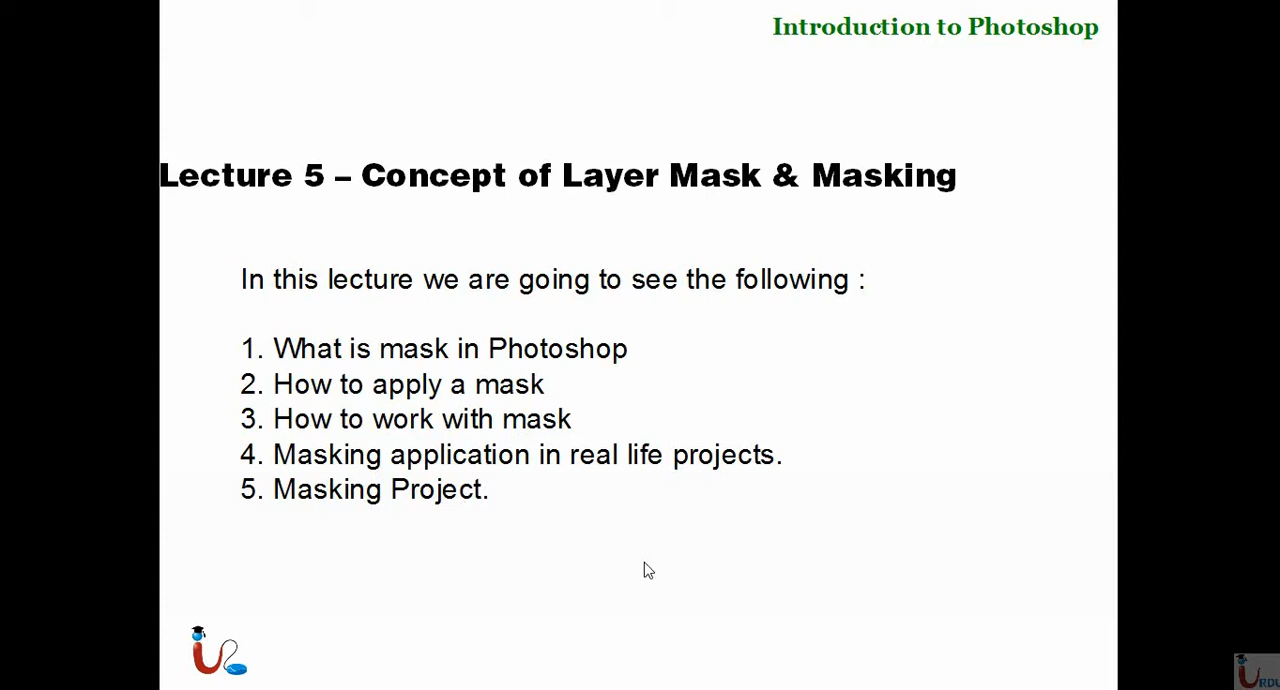 Introduction to Photoshop
Lecture 5 – Concept of Layer Mask & Masking
In this lecture we are going to see the following :
1. What is mask in Photoshop
2. How to apply a mask
3. How to work with mask
4. Masking application in real life projects.
5. Masking Project.